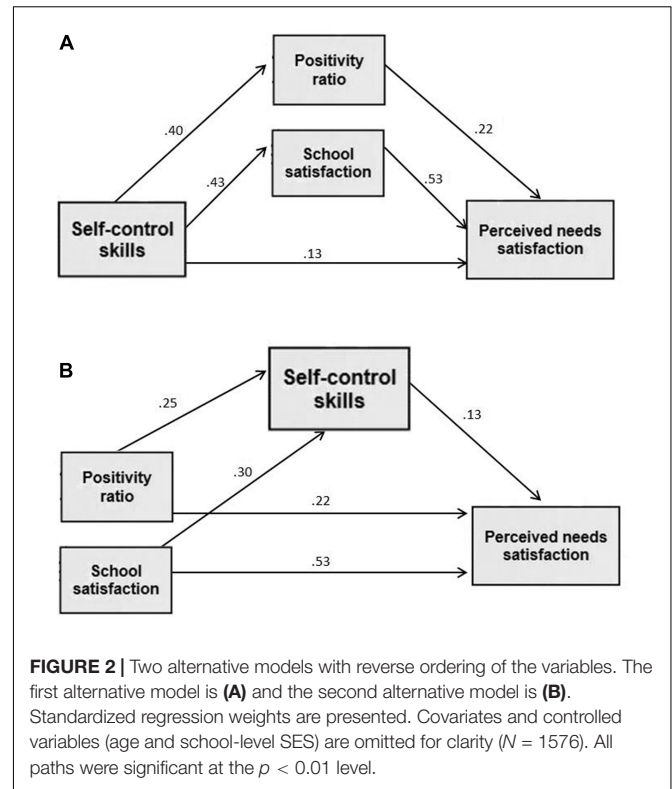 A
Positivity
ratio
.40
.22
School
satisfaction
.43
.53
Self-control
skills
Perceived needs
satisfaction
.13
B
Self-control
skills
.25
.13
.30
Positivity
ratio
.22
Perceived needs
satisfaction
School
satisfaction
.53
FIGURE 2 | Two alternative models with reverse ordering of the variables. The
first alternative model is (A) and the second alternative model is (B).
Standardized regression weights are presented. Covariates and controlled
variables (age and school-level SES) are omitted for clarity (N = 1576). All
paths were significant at the p < 0.01 level.